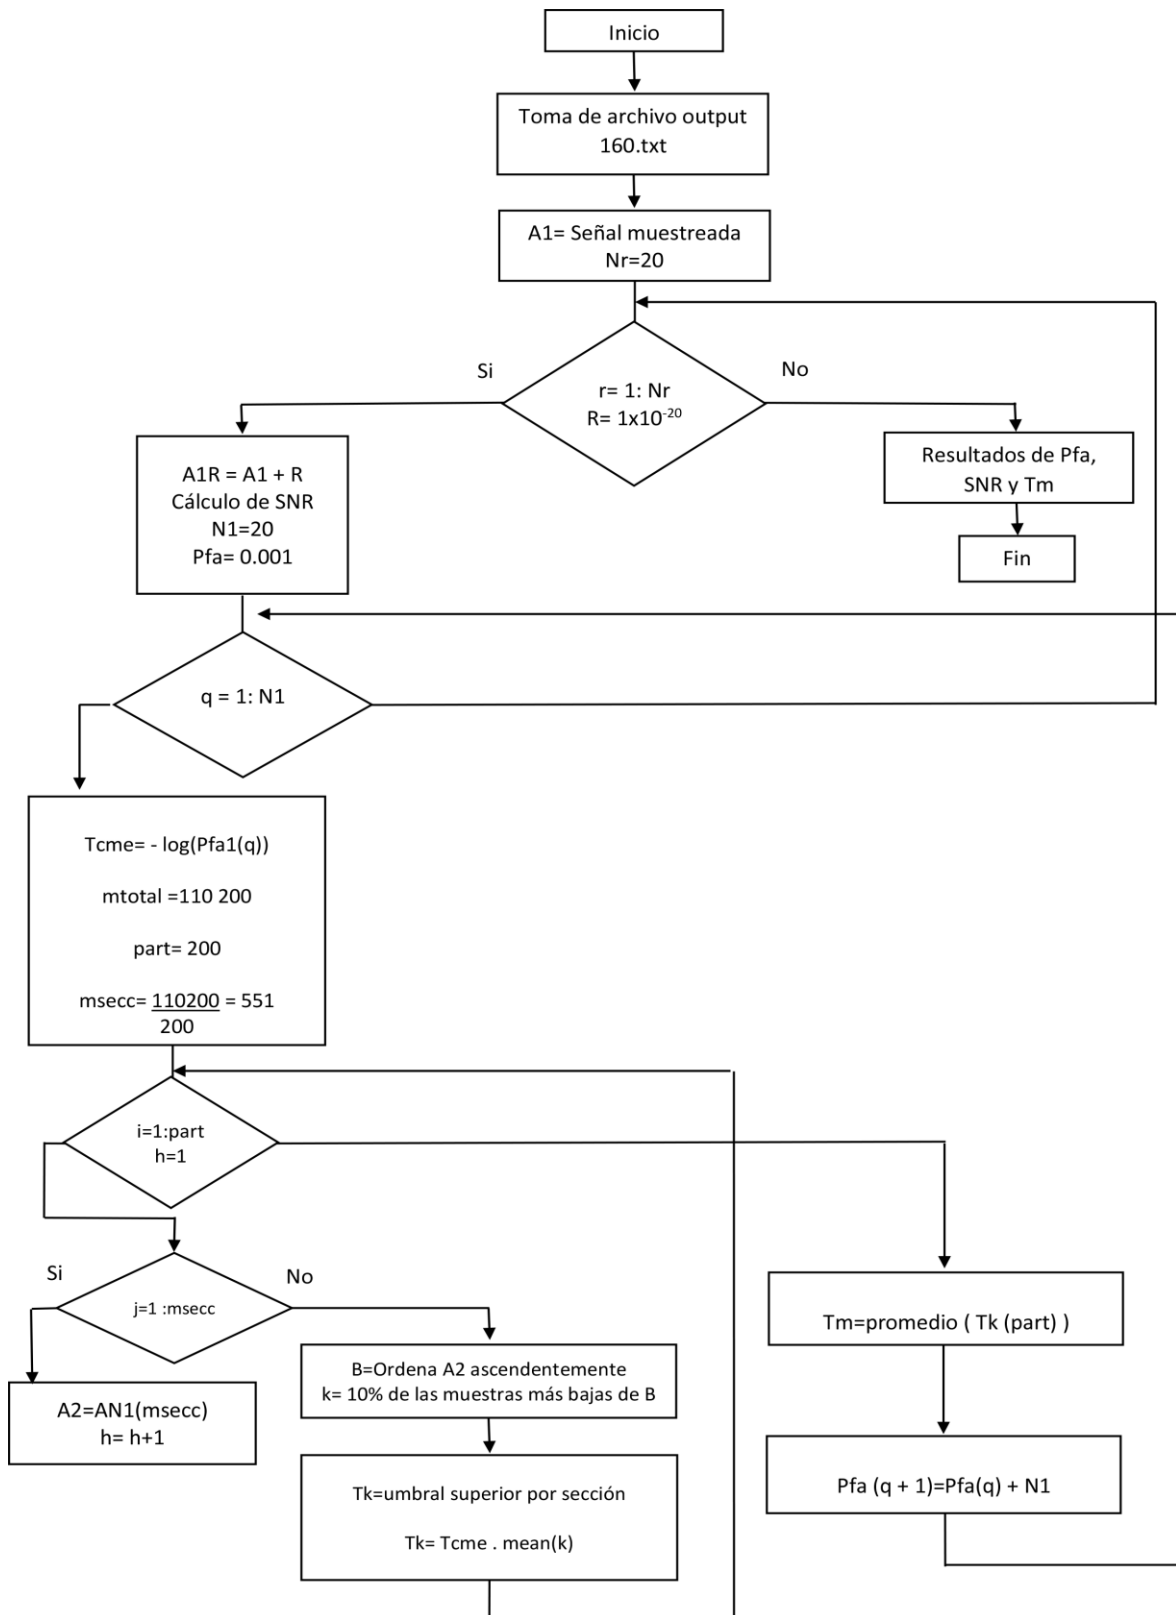 Inicio
Toma de archivo output
160.txt
A1= Señal muestreada
Nr=20
Si
No
r= 1: Nr
R= 1x10⁻²⁰
A1R = A1 + R
Cálculo de SNR
N1=20
Pfa= 0.001
Resultados de Pfa,
SNR y Tm
Fin
q = 1: N1
Tcme= - log(Pfa1(q))
mtotal =110 200
part= 200
msecc= 110200 = 551
200
i=1:part
h=1
Si
No
j=1 :msecc
A2=AN1(msecc)
h= h+1
B=Ordena A2 ascendentemente
k= 10% de las muestras más bajas de B
Tk=umbral superior por sección
Tk= Tcme . mean(k)
Tm=promedio ( Tk (part) )
Pfa (q + 1)=Pfa(q) + N1